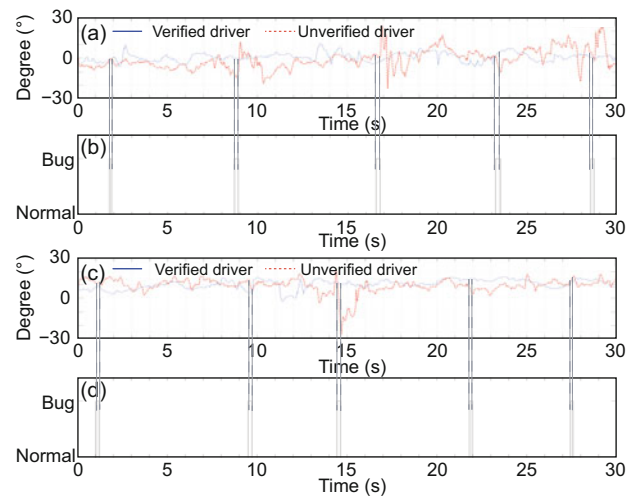 (a) Verified driver Unverified driver
30
0
−30
Degree (°)
0 5 10 15 20 25 30
Time (s)
(b)
Bug
Normal
0 5 10 15 20 25 30
Time (s)
(c) Verified driver Unverified driver
30
0
−30
Degree (°)
0 5 10 15 20 25 30
Time (s)
(d)
Bug
Normal
0 5 10 15 20 25 30
Time (s)